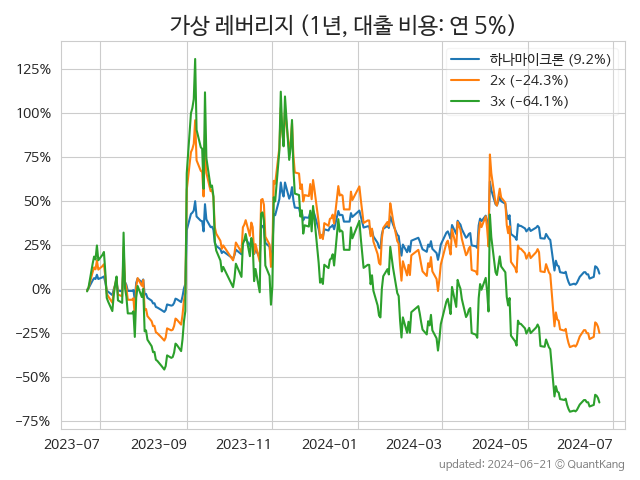 가상 레버리지 (1년, 대출 비용: 연 5%)
하나마이크론 (9.2%)
2x (−24.3%)
3x (−64.1%)
125%
100%
75%
50%
25%
0%
−25%
−50%
−75%
2023-07 2023-09 2023-11 2024-01 2024-03 2024-05 2024-07
updated: 2024-06-21 © QuantKang